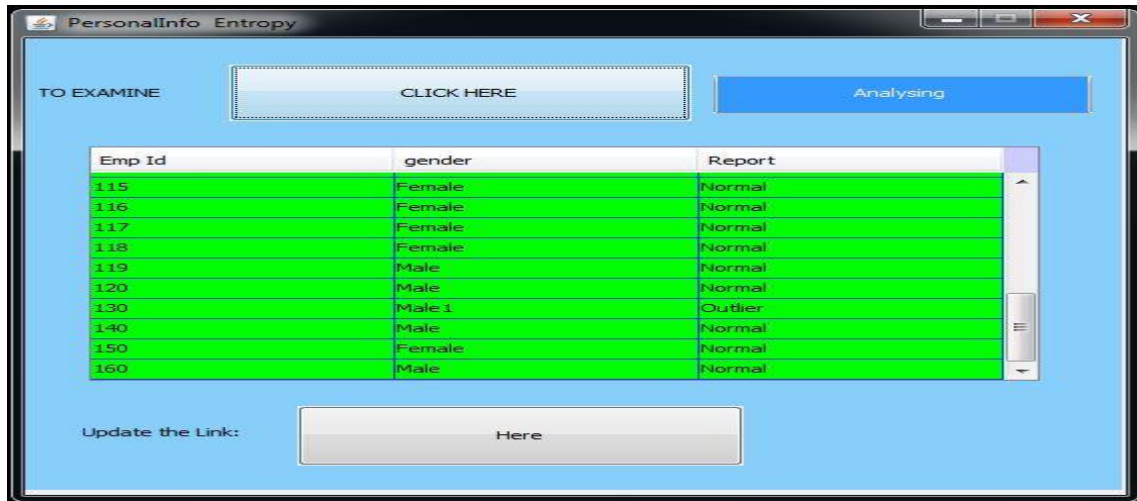 PersonalInfo Entropy
TO EXAMINE CLICK HERE Analysing
Emp Id gender Report
115 Female Normal
116 Female Normal
117 Female Normal
118 Female Normal
119 Male Normal
120 Male Normal
130 Male 1 Outlier
140 Male Normal
150 Female Normal
160 Male Normal
Update the Link: Here